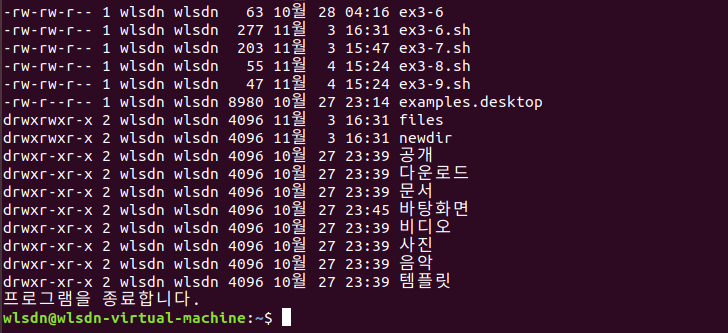 -rw-rw-r-- 1 wlsdn wlsdn   63 10월 28 04:16 ex3-6
-rw-rw-r-- 1 wlsdn wlsdn  277 11월  3 16:31 ex3-6.sh
-rw-rw-r-- 1 wlsdn wlsdn  203 11월  3 15:47 ex3-7.sh
-rw-rw-r-- 1 wlsdn wlsdn   55 11월  4 15:24 ex3-8.sh
-rw-rw-r-- 1 wlsdn wlsdn   47 11월  4 15:24 ex3-9.sh
-rw-r--r-- 1 wlsdn wlsdn 8980 10월 27 23:14 examples.desktop
drwxrwxr-x 2 wlsdn wlsdn 4096 11월  3 16:31 files
drwxrwxr-x 2 wlsdn wlsdn 4096 11월  3 16:31 newdir
drwxr-xr-x 2 wlsdn wlsdn 4096 10월 27 23:39 공개
drwxr-xr-x 2 wlsdn wlsdn 4096 10월 27 23:39 다운로드
drwxr-xr-x 2 wlsdn wlsdn 4096 10월 27 23:39 문서
drwxr-xr-x 2 wlsdn wlsdn 4096 10월 27 23:45 바탕화면
drwxr-xr-x 2 wlsdn wlsdn 4096 10월 27 23:39 비디오
drwxr-xr-x 2 wlsdn wlsdn 4096 10월 27 23:39 사진
drwxr-xr-x 2 wlsdn wlsdn 4096 10월 27 23:39 음악
drwxr-xr-x 2 wlsdn wlsdn 4096 10월 27 23:39 템플릿
프로그램을 종료합니다.
wlsdn@wlsdn-virtual-machine:~$